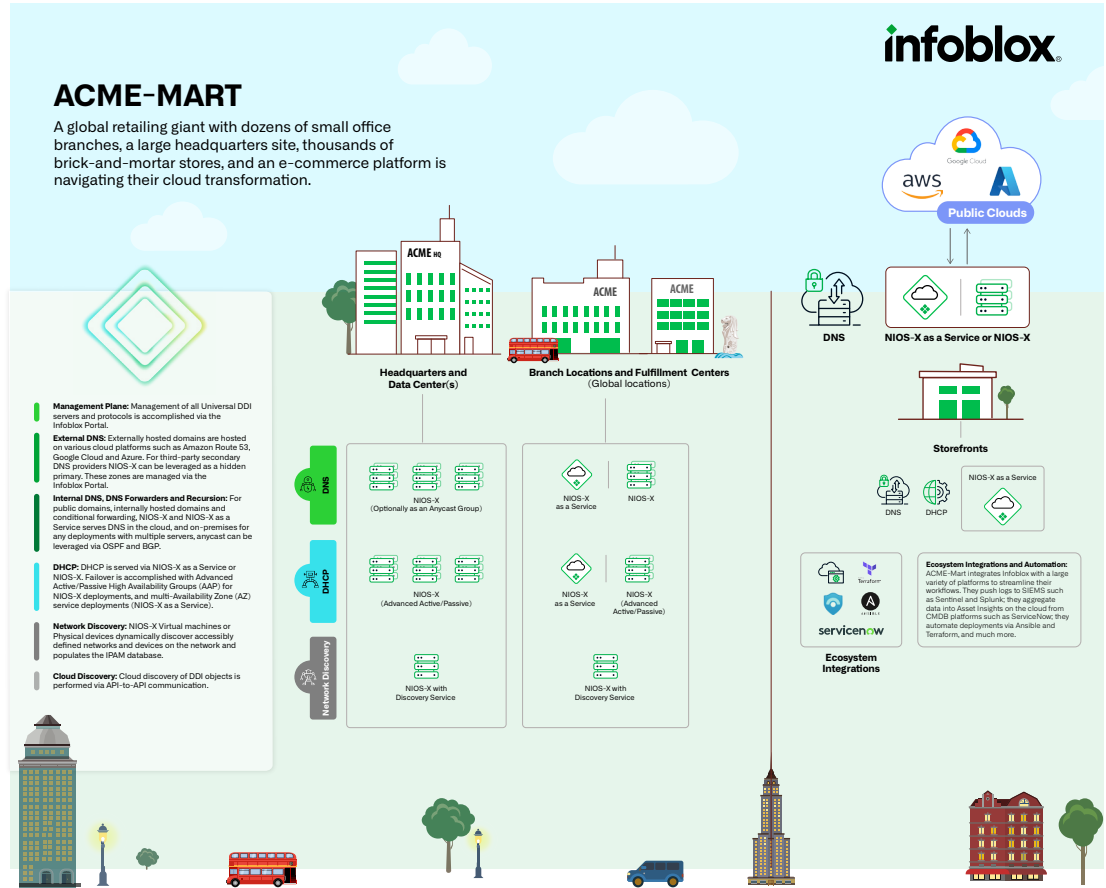 infoblox®
ACME-MART
A global retailing giant with dozens of small office
branches, a large headquarters site, thousands of
brick-and-mortar stores, and an e-commerce platform is
navigating their cloud transformation.
Google Cloud
aws
Public Clouds
ACME HQ
ACME
ACME
DNS
NIOS-X as a Service or NIOS-X
Headquarters and
Data Center(s)
Branch Locations and Fulfillment Centers
(Global locations)
Storefronts
Management Plane: Management of all Universal DDI
servers and protocols is accomplished via the
Infoblox Portal.
External DNS: Externally hosted domains are hosted
on various cloud platforms such as Amazon Route 53,
Google Cloud and Azure. For third-party secondary
DNS providers NIOS-X can be leveraged as a hidden
primary. These zones are managed via the
Infoblox Portal.
Internal DNS, DNS Forwarders and Recursion: For
public domains, internally hosted domains and
conditional forwarding, NIOS-X and NIOS-X as a
Service serves DNS in the cloud, and on-premises for
any deployments with multiple servers, anycast can be
leveraged via OSPF and BGP.
DHCP: DHCP is served via NIOS-X as a Service or
NIOS-X. Failover is accomplished with Advanced
Active/Passive High Availability Groups (AAP) for
NIOS-X deployments, and multi-Availability Zone (AZ)
service deployments (NIOS-X as a Service).
Network Discovery: NIOS-X Virtual machines or
Physical devices dynamically discover accessibly
defined networks and devices on the network and
populates the IPAM database.
Cloud Discovery: Cloud discovery of DDI objects is
performed via API-to-API communication.
DNS
NIOS-X
(Optionally as an Anycast Group)
NIOS-X
as a Service
NIOS-X
DHCP
NIOS-X
(Advanced Active/Passive)
NIOS-X
as a Service
NIOS-X
(Advanced
Active/Passive)
Network Discovery
NIOS-X with
Discovery Service
NIOS-X with
Discovery Service
DNS
DHCP
NIOS-X as a Service
Terraform
ANSIBLE
servicenow
Ecosystem
Integrations
Ecosystem Integrations and Automation:
ACME-Mart integrates Infoblox with a large
variety of platforms to streamline their
workflows. They push logs to SIEMS such
as Sentinel and Splunk; they aggregate
data into Asset Insights on the cloud from
CMDB platforms such as ServiceNow; they
automate deployments via Ansible and
Terraform, and much more.